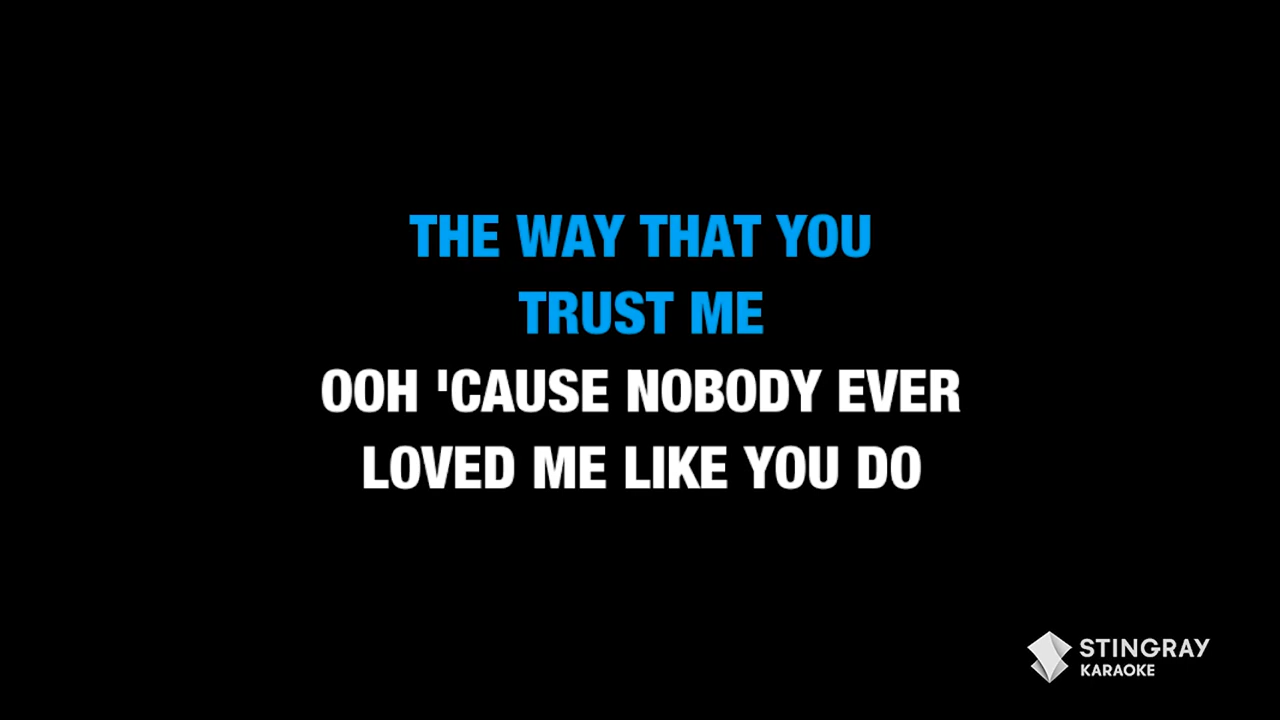 THE WAY THAT YOU
TRUST ME
OOH 'CAUSE NOBODY EVER
LOVED ME LIKE YOU DO
STINGRAY
KARAOKE